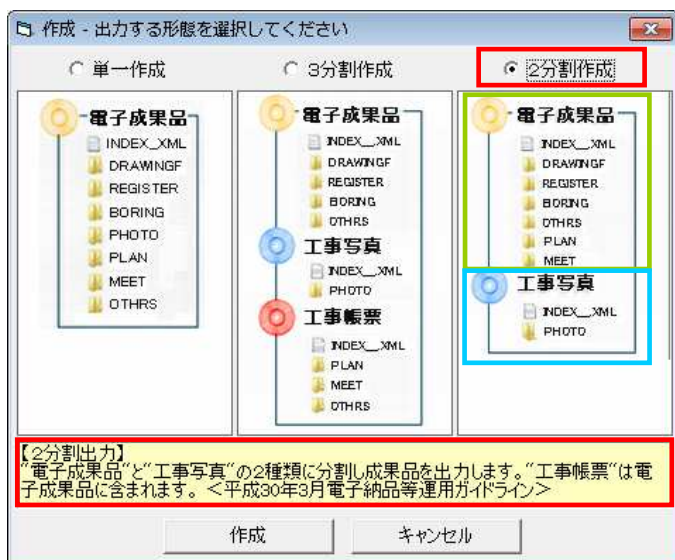 作成 - 出力する形態を選択してください
単一作成
電子成果品
INDEX_XML
DRAWINGF
REGISTER
BORING
PHOTO
PLAN
MEET
OTHRS
3分割作成
電子成果品
INDEX__XML
DRAWINGF
REGISTER
BORING
OTHRS
工事写真
INDEX__XML
PHOTO
工事帳票
INDEX__XML
PLAN
MEET
OTHRS
2分割作成
電子成果品
INDEX__XML
DRAWINGF
REGISTER
BORING
OTHRS
PLAN
MEET
工事写真
INDEX__XML
PHOTO
【2分割出力】
"電子成果品"と"工事写真"の2種類に分割し成果品を出力します。"工事帳票"は電
子成果品に含まれます。<平成30年3月電子納品等運用ガイドライン>
作成
キャンセル